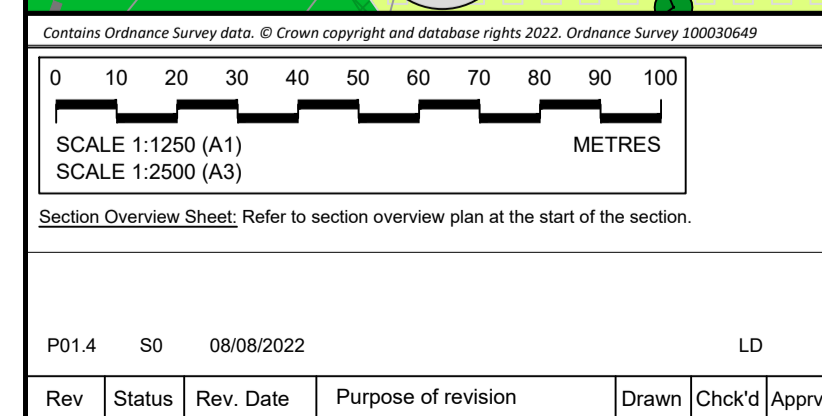 Contains Ordnance Survey data. © Crown copyright and database rights 2022. Ordnance Survey 100030649
0 10 20 30 40 50 60 70 80 90 100
SCALE 1:1250 (A1) METRES
SCALE 1:2500 (A3)
Section Overview Sheet: Refer to section overview plan at the start of the section.
P01.4 S0 08/08/2022 LD
Rev Status Rev. Date Purpose of revision Drawn Chck'd Apprv